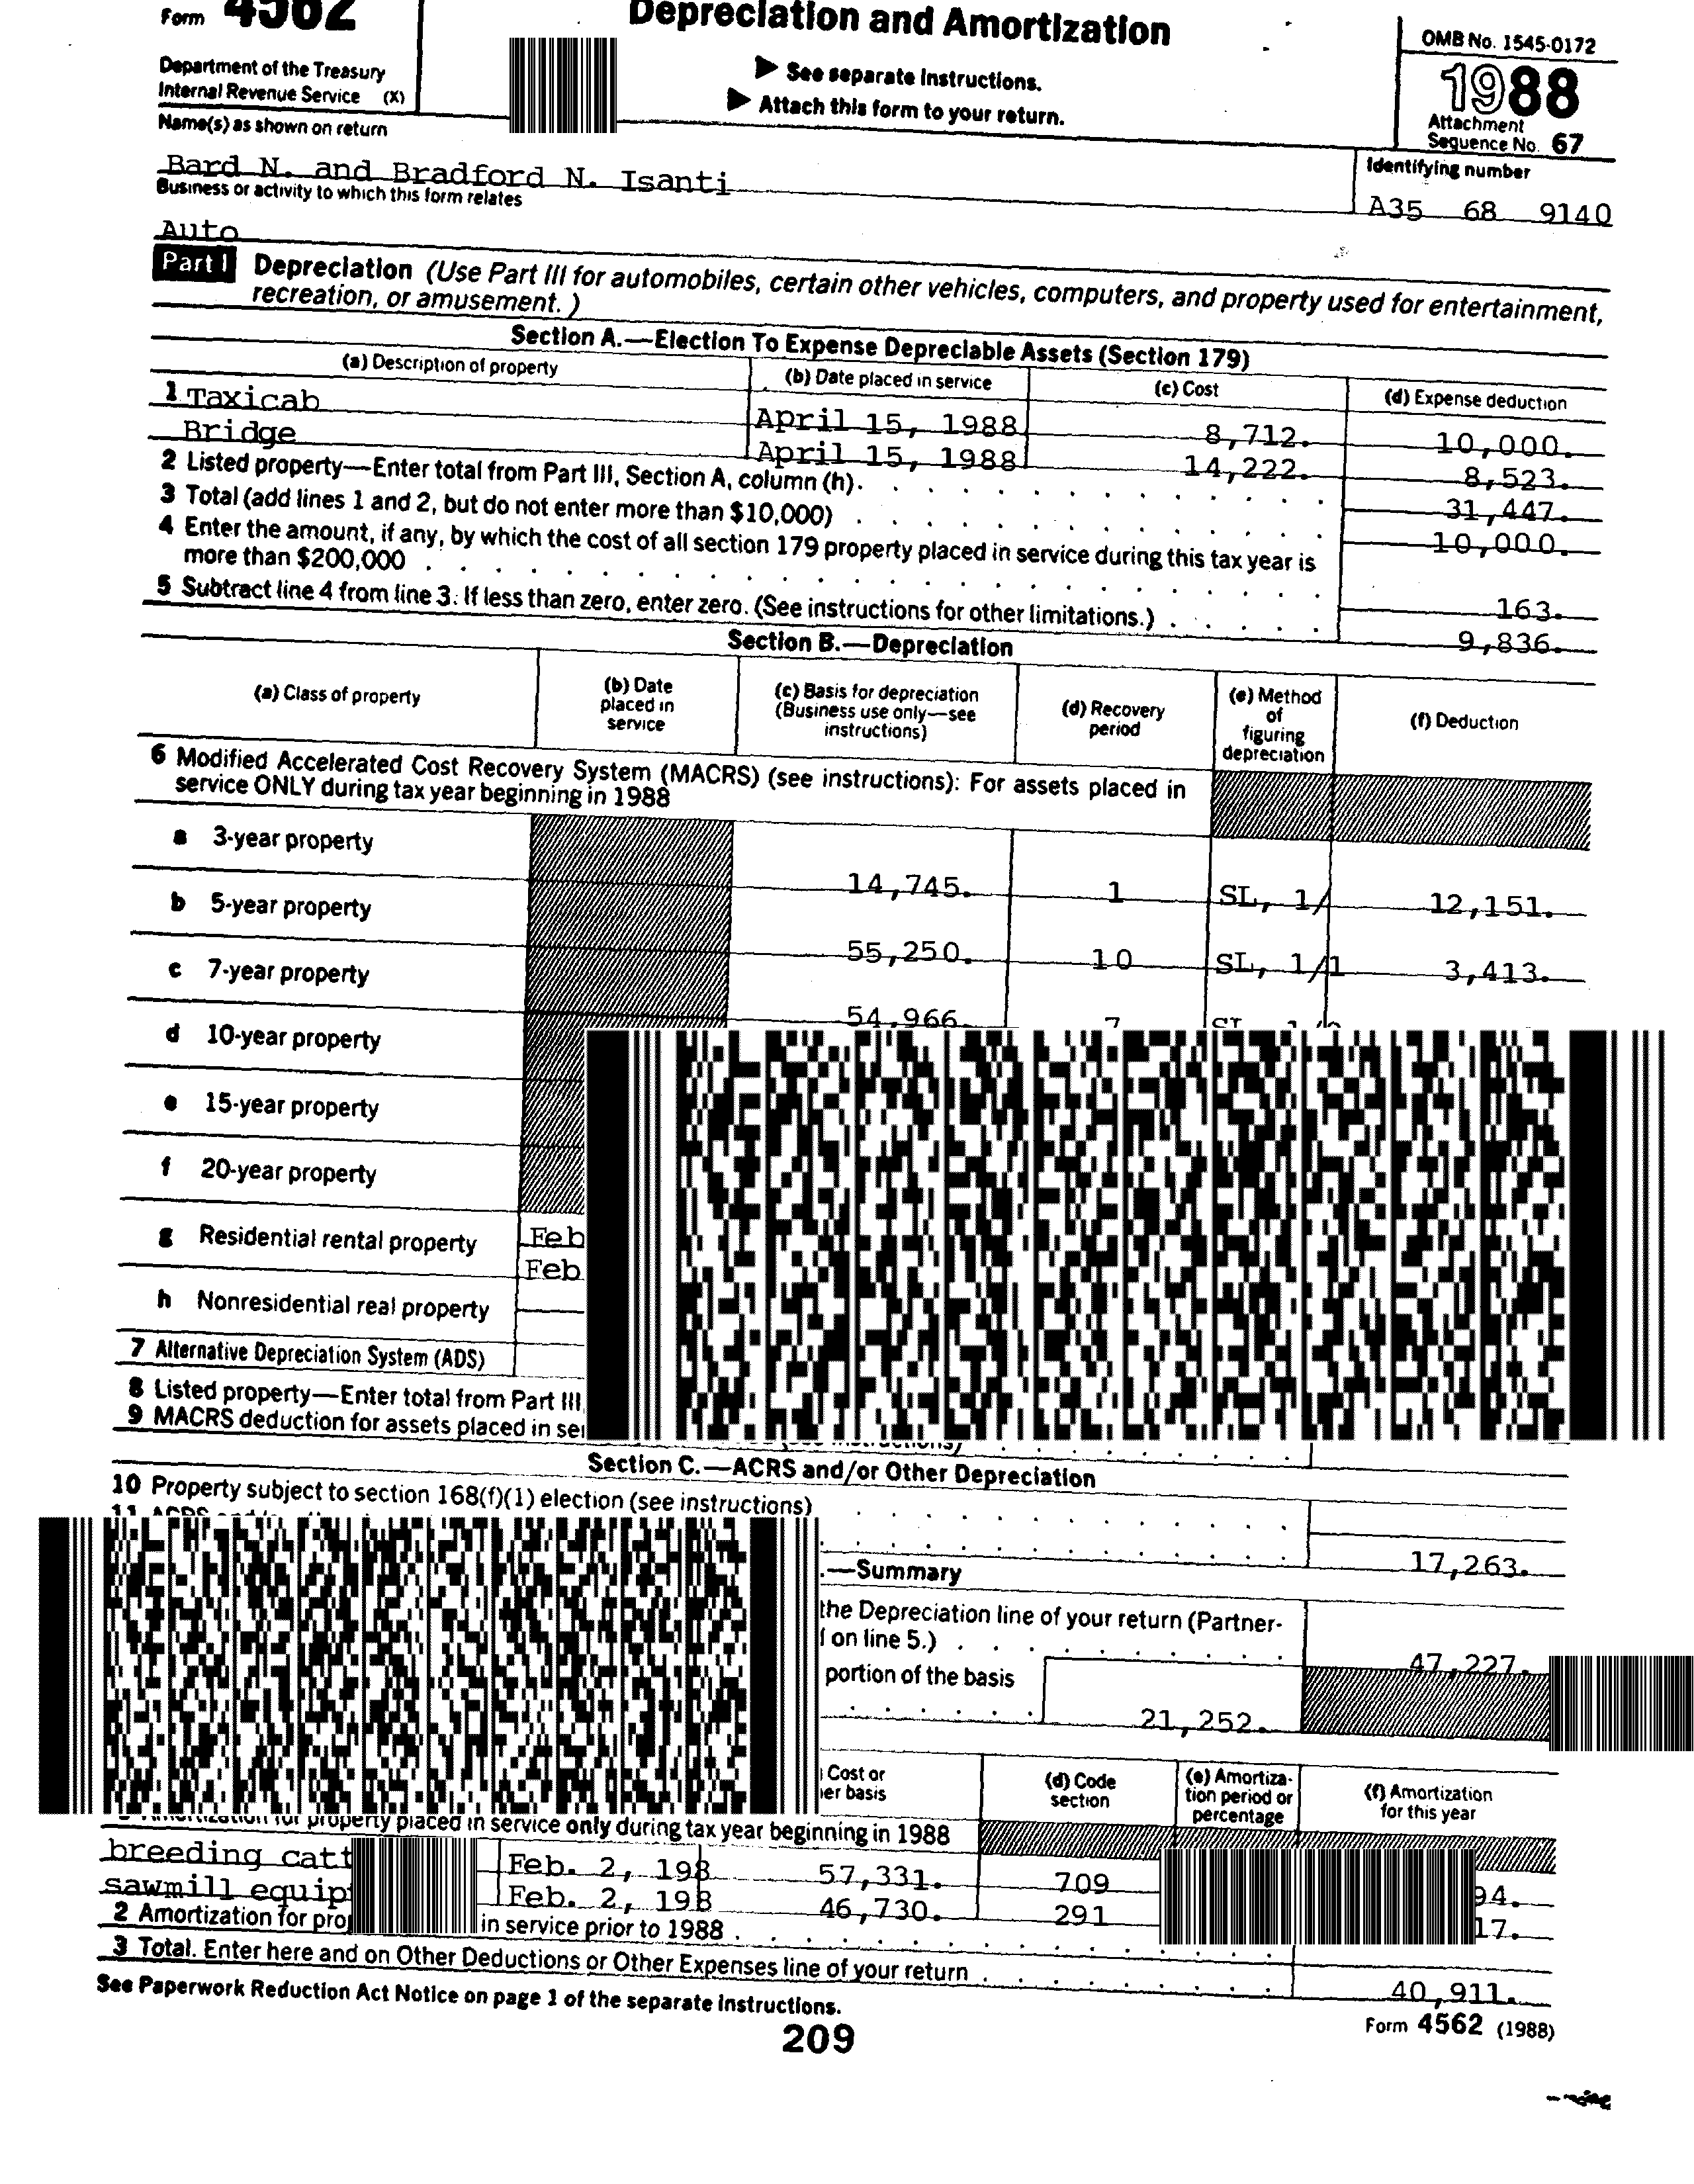 Form 4562
Depreciation and Amortization
OMB No. 1545-0172
Department of the Treasury
Internal Revenue Service (X)
▶ See separate instructions.
▶ Attach this form to your return.
1988
Attachment
Sequence No. 67
Name(s) as shown on return
Identifying number
Bard N. and Bradford N. Isanti
A35 68 9140
Business or activity to which this form relates
Auto
Part I Depreciation (Use Part III for automobiles, certain other vehicles, computers, and property used for entertainment,
recreation, or amusement.)
Section A.—Election To Expense Depreciable Assets (Section 179)
(a) Description of property (b) Date placed in service (c) Cost (d) Expense deduction
1 Taxicab April 15, 1988 8,712. 10,000.
Bridge April 15, 1988 14,222. 8,523.
2 Listed property—Enter total from Part III, Section A, column (h). 31,447.
3 Total (add lines 1 and 2, but do not enter more than $10,000) 10,000.
4 Enter the amount, if any, by which the cost of all section 179 property placed in service during this tax year is
more than $200,000 163.
5 Subtract line 4 from line 3. If less than zero, enter zero. (See instructions for other limitations.) 9,836.
Section B.—Depreciation
(a) Class of property
(b) Date placed in service
(c) Basis for depreciation (Business use only—see instructions)
(d) Recovery period
(e) Method of figuring depreciation
(f) Deduction
6 Modified Accelerated Cost Recovery System (MACRS) (see instructions): For assets placed in
service ONLY during tax year beginning in 1988
a 3-year property 14,745. 1 SL, 1/ 12,151.
b 5-year property 55,250. 10 SL, 1/1 3,413.
c 7-year property 54,966. 7 SL,
d 10-year property
e 15-year property
f 20-year property
g Residential rental property Feb
Feb.
h Nonresidential real property
7 Alternative Depreciation System (ADS)
8 Listed property—Enter total from Part III
9 MACRS deduction for assets placed in
Section C.—ACRS and/or Other Depreciation
10 Property subject to section 168(f)(1) election (see instructions)
11 17,263.
—Summary
the Depreciation line of your return (Partner-
on line 5.) 47,227.
portion of the basis
21,252.
Cost or basis
(d) Code section
(e) Amortization period or percentage
(f) Amortization for this year
property placed in service only during tax year beginning in 1988
breeding Feb. 2, 198 57,331. 709 94.
sawmill Feb. 2, 198 46,730. 291 17.
2 Amortization for in service prior to 1988
3 Total. Enter here and on Other Deductions or Other Expenses line of your return 40,911.
See Paperwork Reduction Act Notice on page 1 of the separate instructions.
Form 4562 (1988)
209